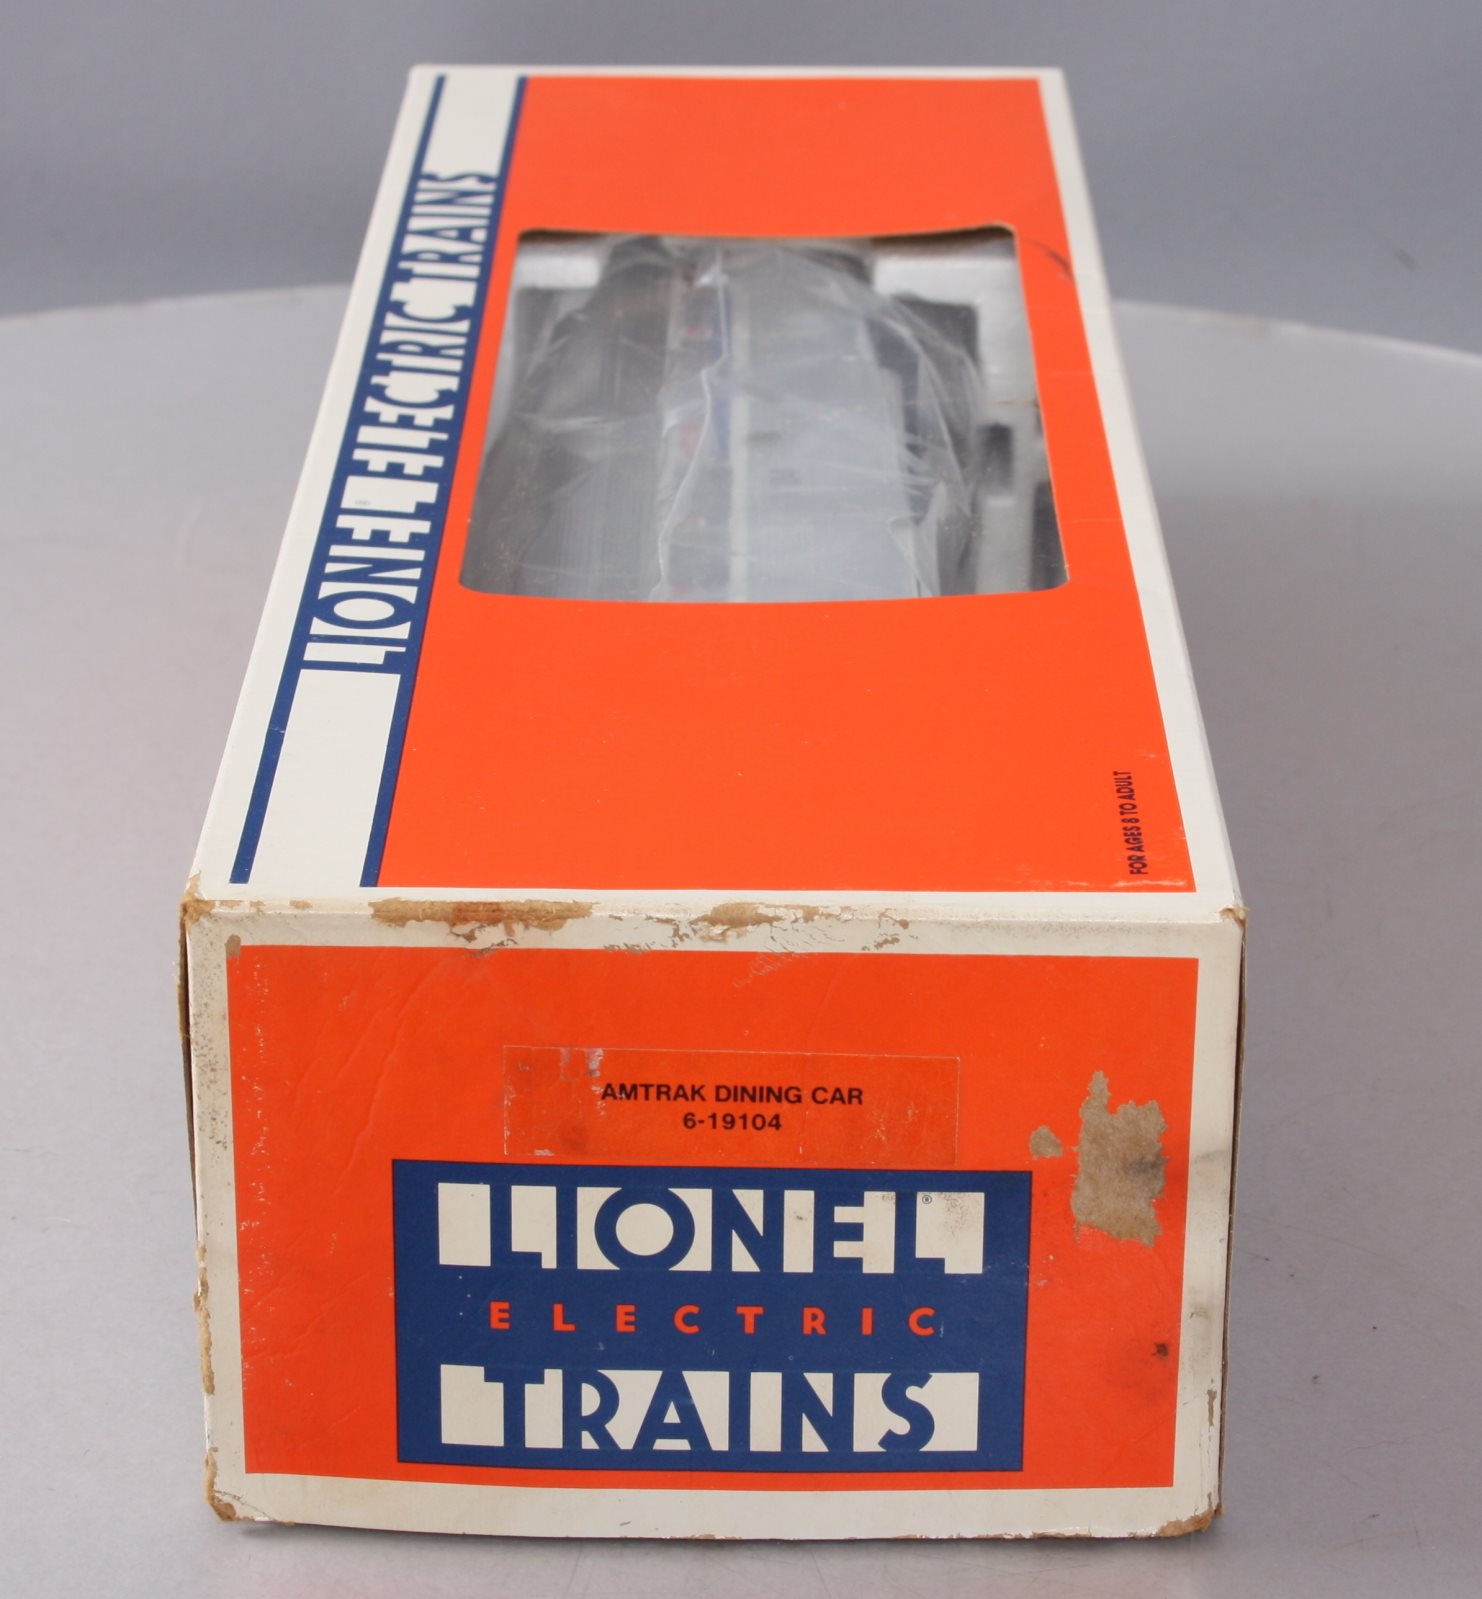 LIONEL ELECTRIC TRAINS
FOR AGES 8 TO ADULT
AMTRAK DINING CAR
6-19104
LIONEL®
ELECTRIC
TRAINS